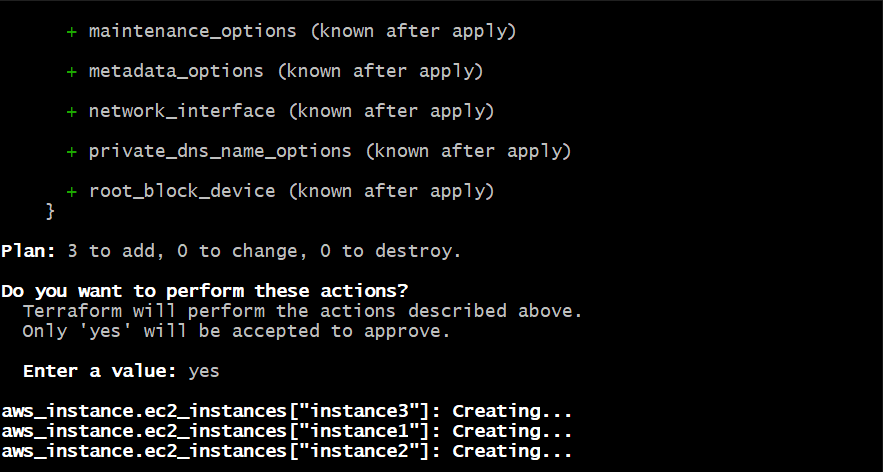 + maintenance_options (known after apply)
+ metadata_options (known after apply)
+ network_interface (known after apply)
+ private_dns_name_options (known after apply)
+ root_block_device (known after apply)
}
Plan: 3 to add, 0 to change, 0 to destroy.
Do you want to perform these actions?
Terraform will perform the actions described above.
Only 'yes' will be accepted to approve.
Enter a value: yes
aws_instance.ec2_instances["instance3"]: Creating...
aws_instance.ec2_instances["instance1"]: Creating...
aws_instance.ec2_instances["instance2"]: Creating...